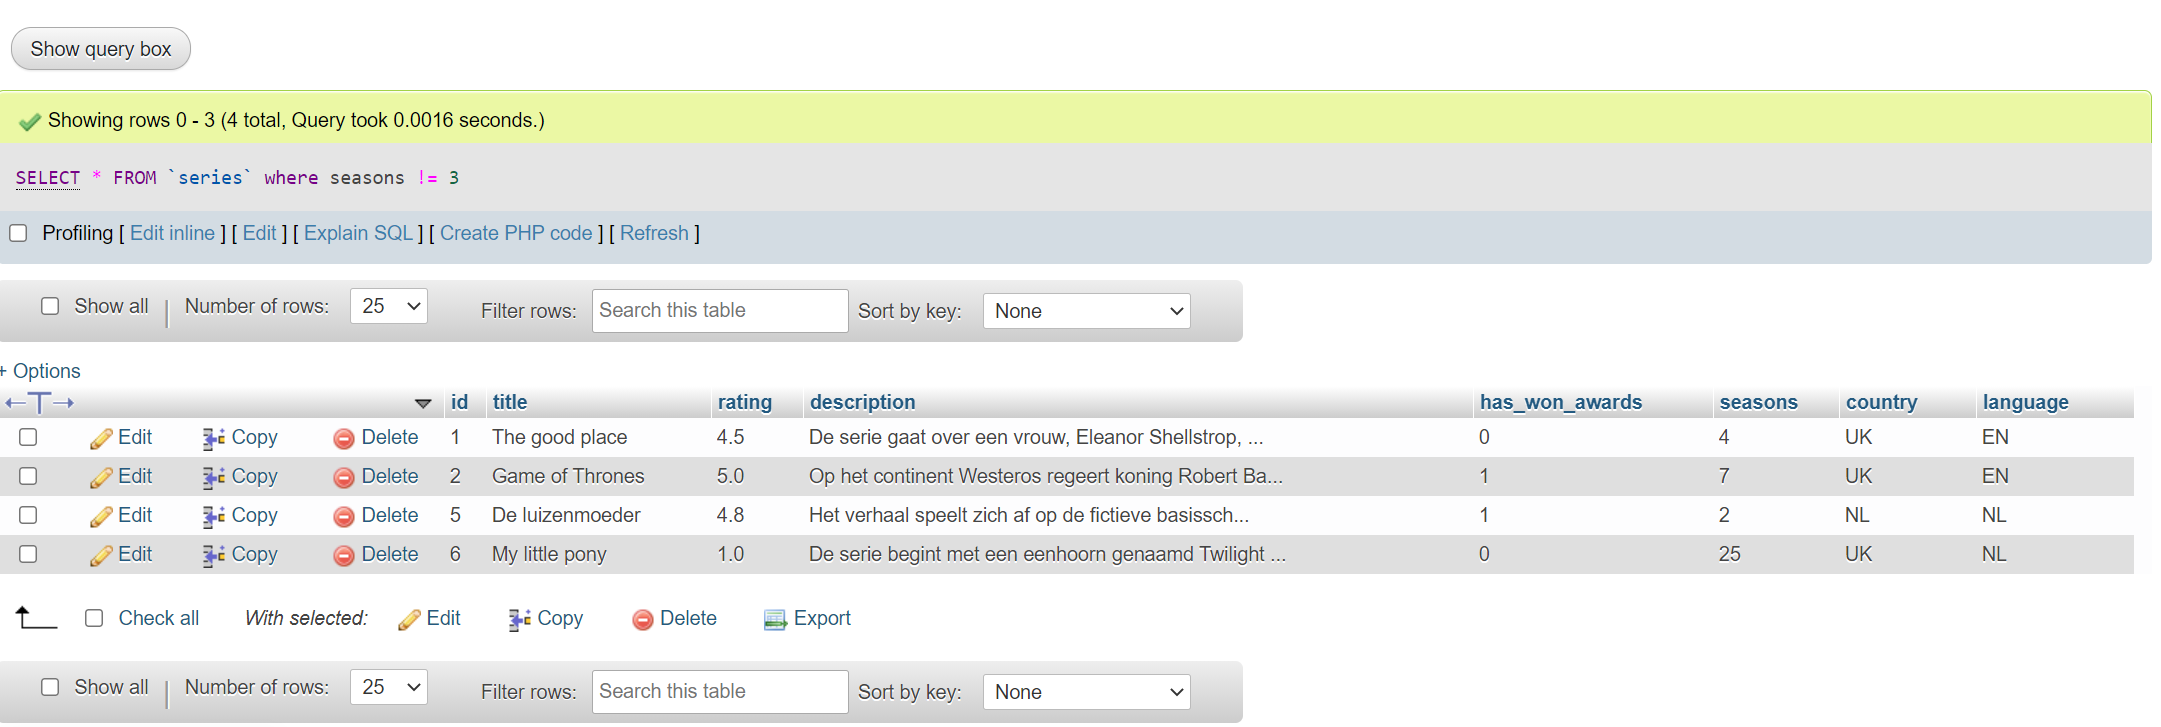 Show query box
Showing rows 0 - 3 (4 total, Query took 0.0016 seconds.)
SELECT * FROM `series` where seasons != 3
Profiling [ Edit inline ] [ Edit ] [ Explain SQL ] [ Create PHP code ] [ Refresh ]
Show all | Number of rows: 25 Filter rows: Search this table Sort by key: None
+ Options
←T→ id title rating description has_won_awards seasons country language
Edit Copy Delete 1 The good place 4.5 De serie gaat over een vrouw, Eleanor Shellstrop, ... 0 4 UK EN
Edit Copy Delete 2 Game of Thrones 5.0 Op het continent Westeros regeert koning Robert Ba... 1 7 UK EN
Edit Copy Delete 5 De luizenmoeder 4.8 Het verhaal speelt zich af op de fictieve basissch... 1 2 NL NL
Edit Copy Delete 6 My little pony 1.0 De serie begint met een eenhoorn genaamd Twilight ... 0 25 UK NL
Check all With selected: Edit Copy Delete Export
Show all | Number of rows: 25 Filter rows: Search this table Sort by key: None